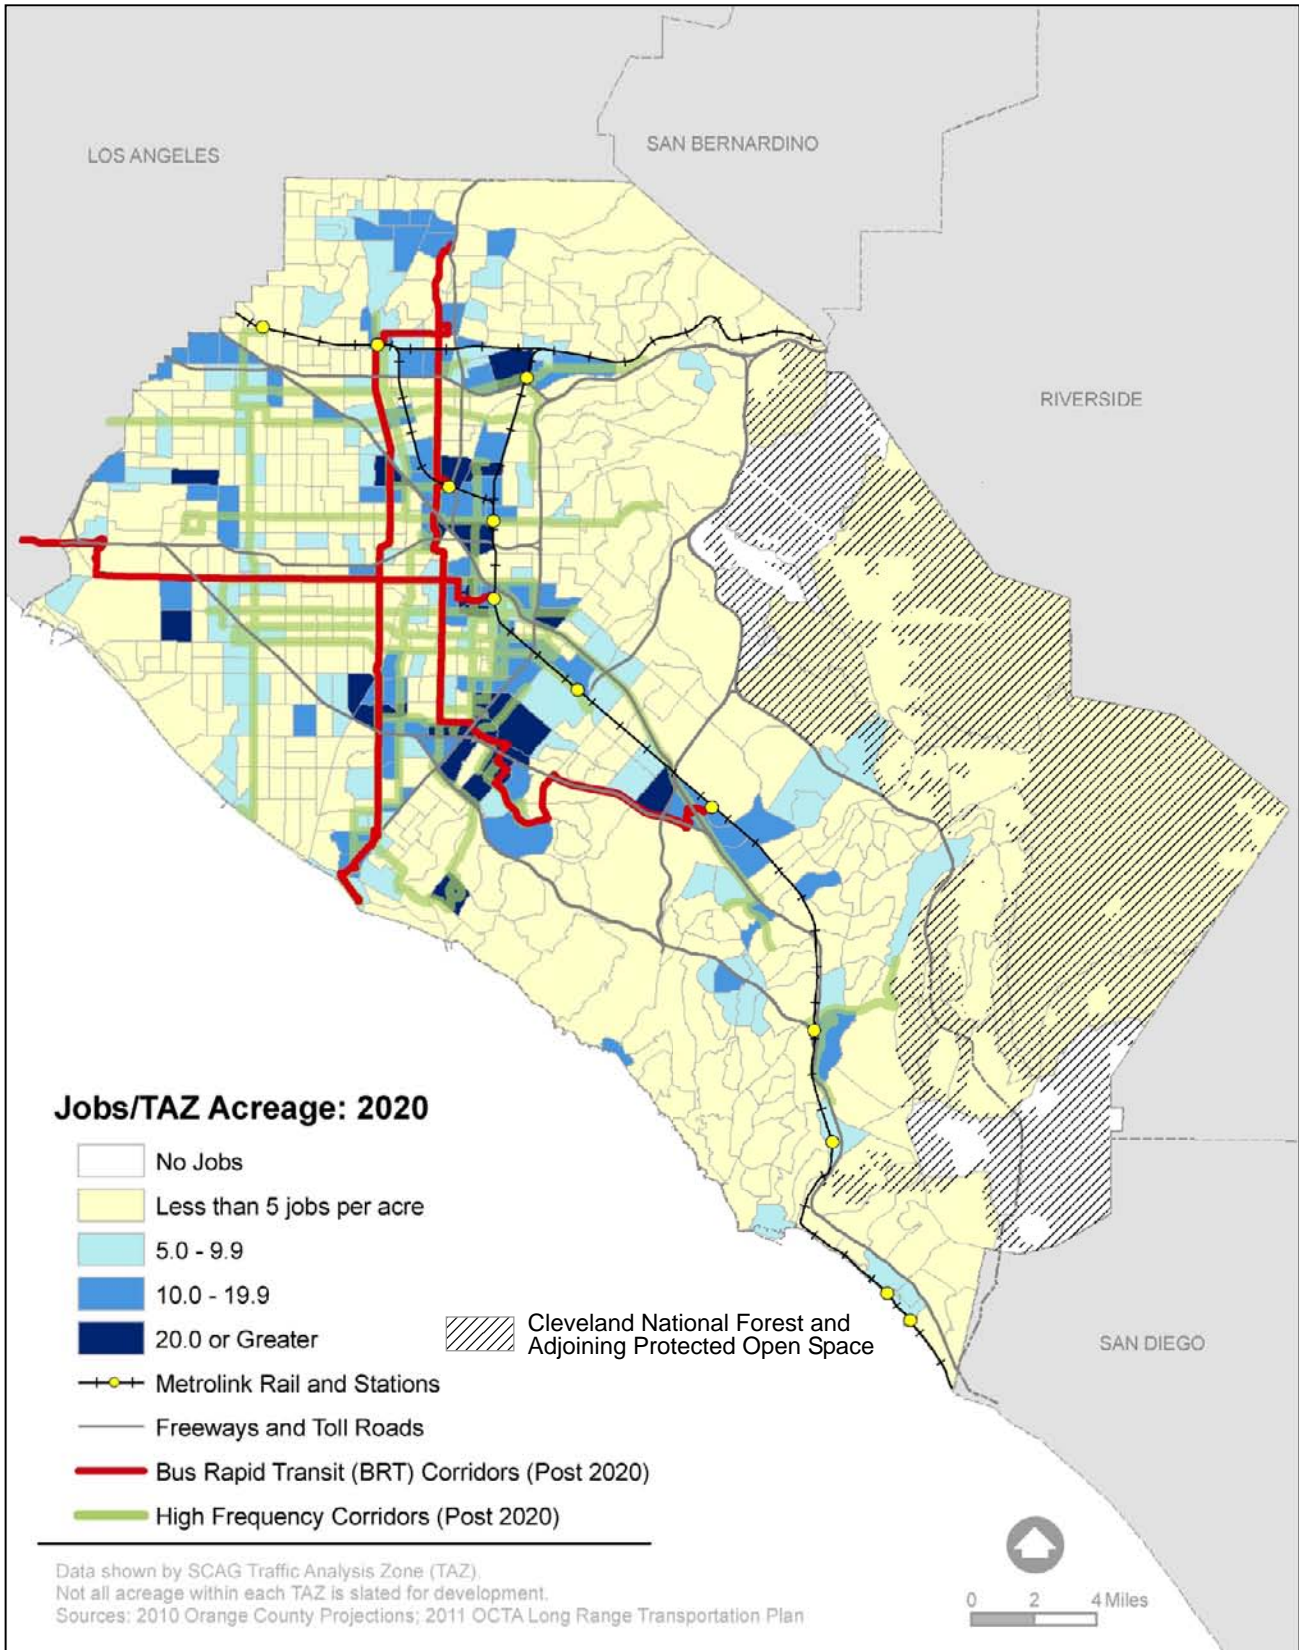 LOS ANGELES
SAN BERNARDINO
RIVERSIDE
Jobs/TAZ Acreage: 2020
No Jobs
Less than 5 jobs per acre
5.0 - 9.9
10.0 - 19.9
20.0 or Greater
Cleveland National Forest and
Adjoining Protected Open Space
SAN DIEGO
Metrolink Rail and Stations
Freeways and Toll Roads
Bus Rapid Transit (BRT) Corridors (Post 2020)
High Frequency Corridors (Post 2020)
Data shown by SCAG Traffic Analysis Zone (TAZ).
Not all acreage within each TAZ is slated for development.
Sources: 2010 Orange County Projections; 2011 OCTA Long Range Transportation Plan
0 2 4 Miles